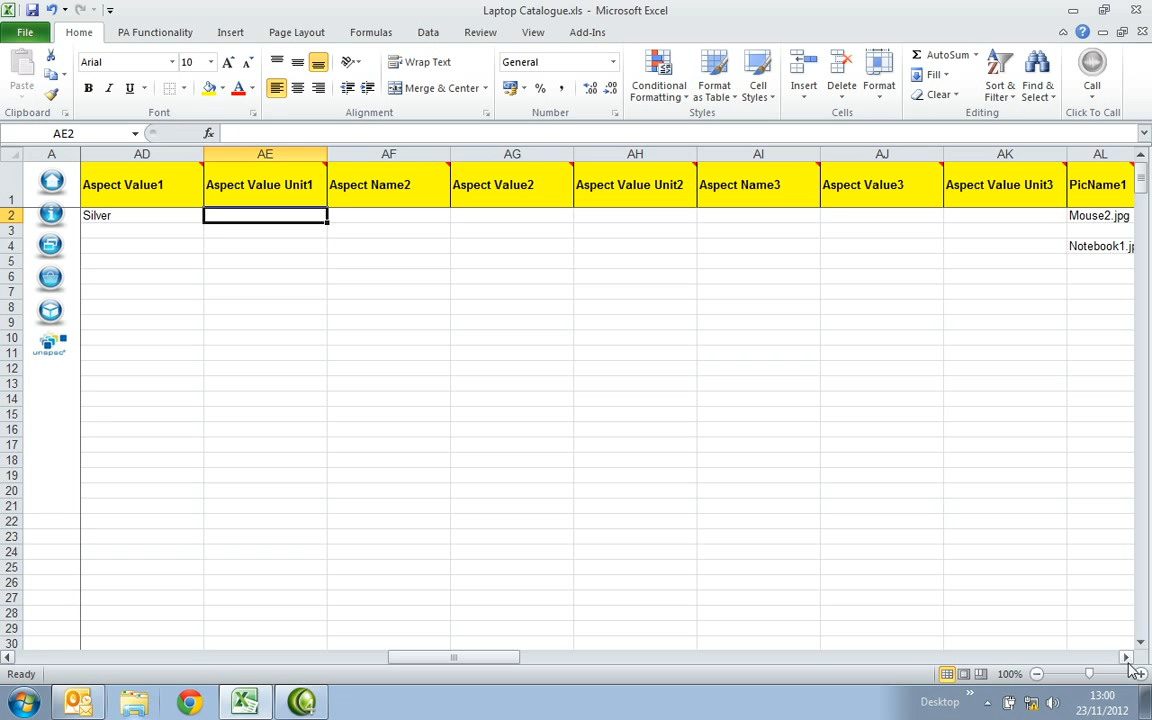 Laptop Catalogue.xls - Microsoft Excel
File Home PA Functionality Insert Page Layout Formulas Data Review View Add-Ins
Paste Arial 10 Wrap Text General Conditional Formatting Format as Table Cell Styles Insert Delete Format AutoSum Fill Clear Sort & Filter Find & Select Call
B I U Merge & Center % ,
Clipboard Font Alignment Number Styles Cells Editing Click To Call
AE2 fx
A AD AE AF AG AH AI AJ AK AL
1 Aspect Value1 Aspect Value Unit1 Aspect Name2 Aspect Value2 Aspect Value Unit2 Aspect Name3 Aspect Value3 Aspect Value Unit3 PicName1
2 Silver Mouse2.jpg
3
4 Notebook1.jp
5
6
7
8
9
10
11 unspsc
12
13
14
15
16
17
18
19
20
21
22
23
24
25
26
27
28
29
30
Ready 100%
Desktop 13:00
23/11/2012